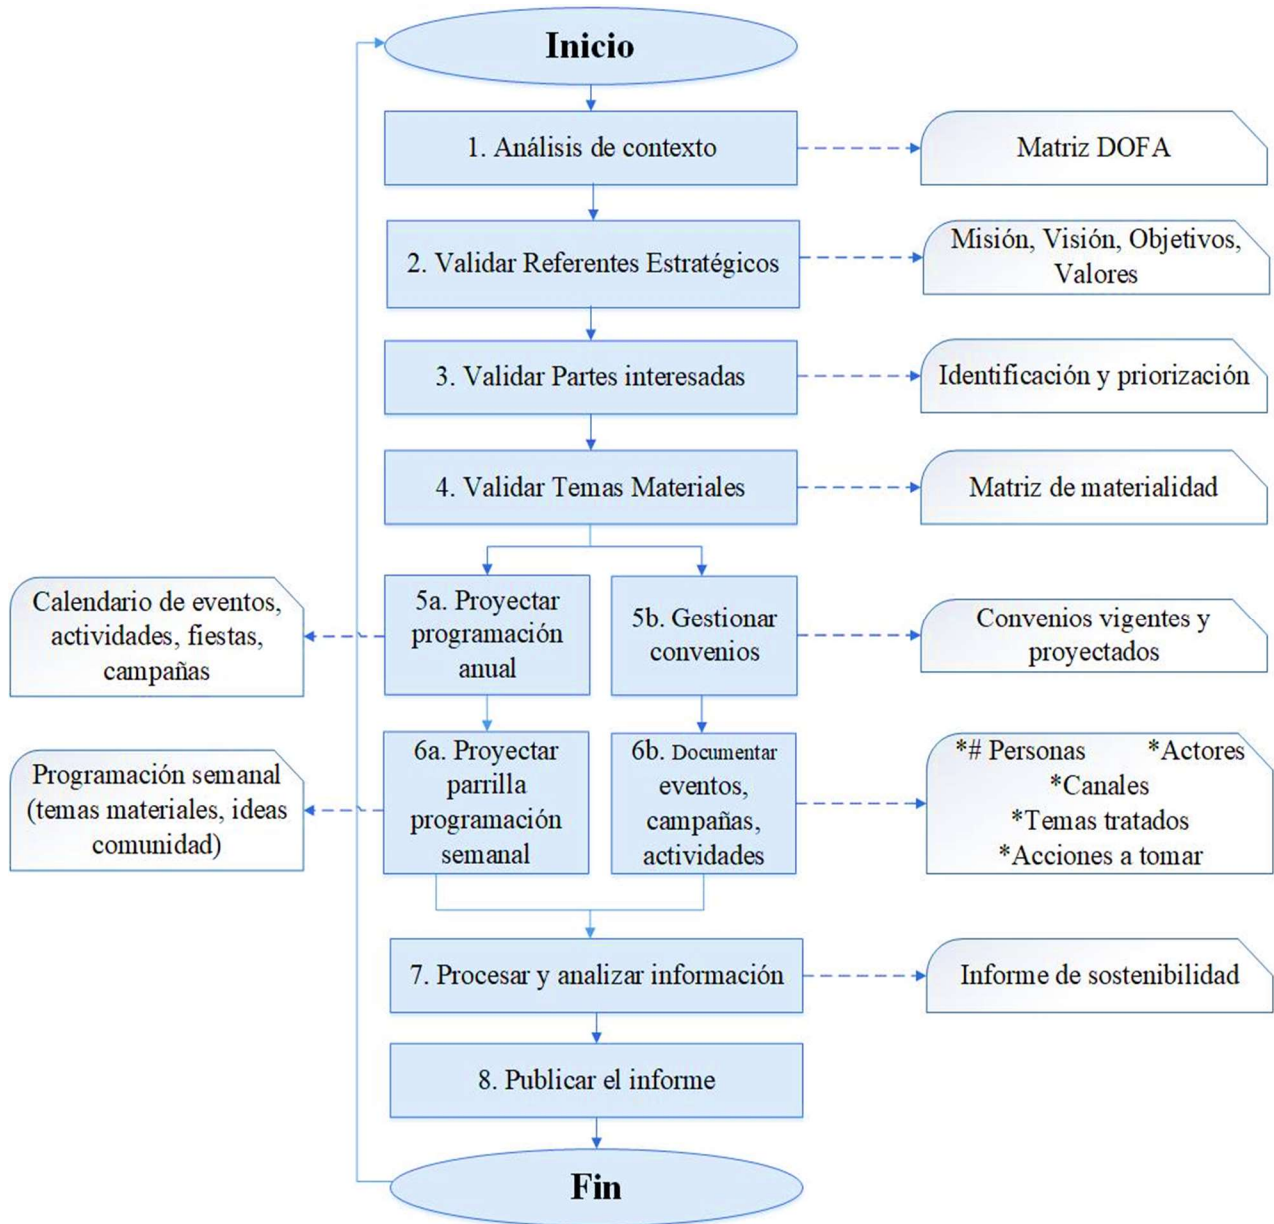 Inicio
1. Análisis de contexto
Matriz DOFA
2. Validar Referentes Estratégicos
Misión, Visión, Objetivos,
Valores
3. Validar Partes interesadas
Identificación y priorización
4. Validar Temas Materiales
Matriz de materialidad
Calendario de eventos,
actividades, fiestas,
campañas
5a. Proyectar
programación
anual
5b. Gestionar
convenios
Convenios vigentes y
proyectados
Programación semanal
(temas materiales, ideas
comunidad)
6a. Proyectar
parrilla
programación
semanal
6b. Documentar
eventos,
campañas,
actividades
*# Personas *Actores
*Canales
*Temas tratados
*Acciones a tomar
7. Procesar y analizar información
Informe de sostenibilidad
8. Publicar el informe
Fin